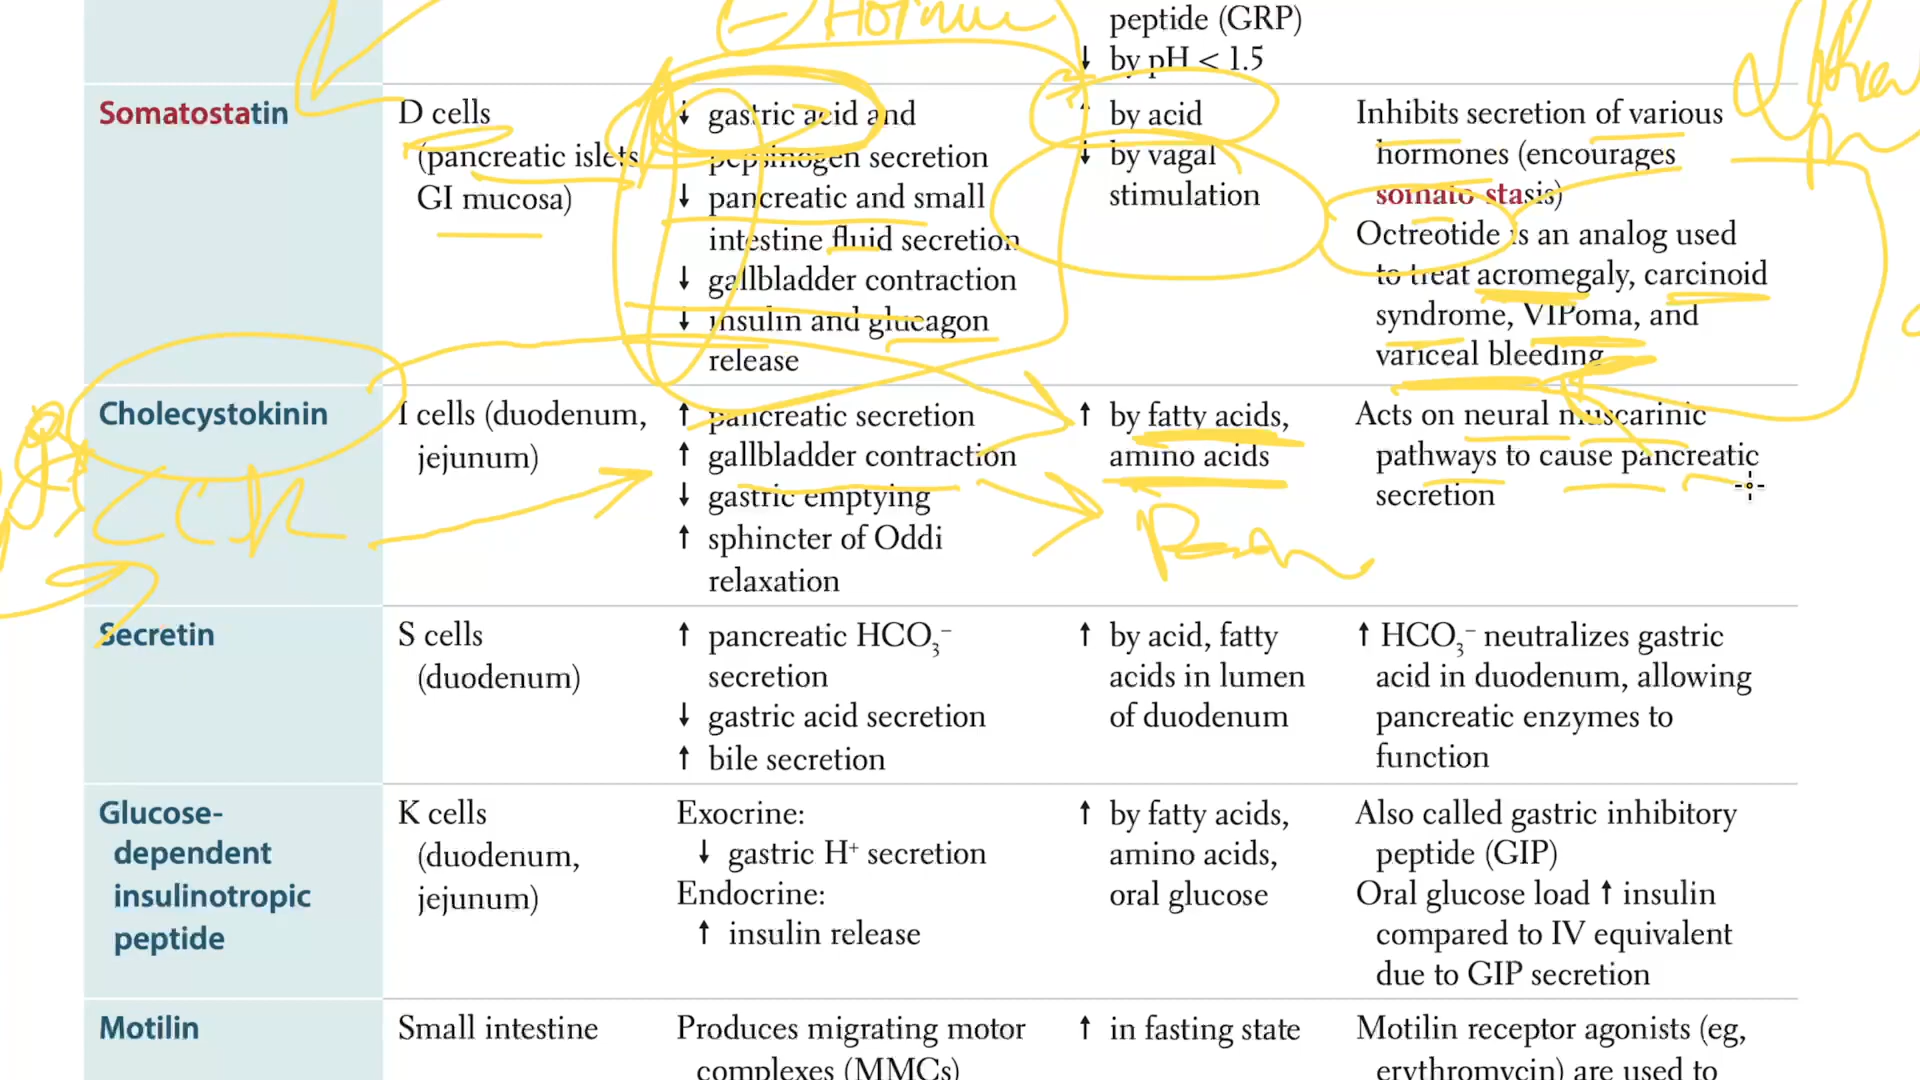 peptide (GRP)
↓ by pH < 1.5
Somatostatin
D cells
(pancreatic islets
GI mucosa)
↓ gastric acid and
pepsinogen secretion
↓ pancreatic and small
intestine fluid secretion
↓ gallbladder contraction
↓ insulin and glucagon
release
↑ by acid
↓ by vagal
stimulation
Inhibits secretion of various
hormones (encourages
somato-stasis)
Octreotide is an analog used
to treat acromegaly, carcinoid
syndrome, VIPoma, and
variceal bleeding
Cholecystokinin
CCK
I cells (duodenum,
jejunum)
↑ pancreatic secretion
↑ gallbladder contraction
↓ gastric emptying
↑ sphincter of Oddi
relaxation
↑ by fatty acids,
amino acids
Acts on neural muscarinic
pathways to cause pancreatic
secretion
Secretin
S cells
(duodenum)
↑ pancreatic HCO₃⁻
secretion
↓ gastric acid secretion
↑ bile secretion
↑ by acid, fatty
acids in lumen
of duodenum
↑ HCO₃⁻ neutralizes gastric
acid in duodenum, allowing
pancreatic enzymes to
function
Glucose-
dependent
insulinotropic
peptide
K cells
(duodenum,
jejunum)
Exocrine:
↓ gastric H⁺ secretion
Endocrine:
↑ insulin release
↑ by fatty acids,
amino acids,
oral glucose
Also called gastric inhibitory
peptide (GIP)
Oral glucose load ↑ insulin
compared to IV equivalent
due to GIP secretion
Motilin
Small intestine
Produces migrating motor
complexes (MMCs)
↑ in fasting state
Motilin receptor agonists (eg,
erythromycin) are used to